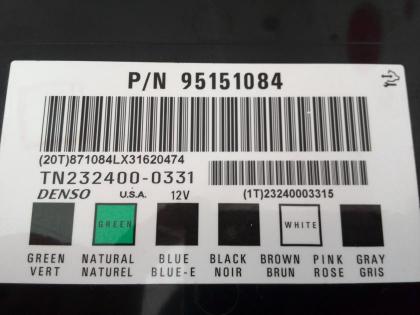 P/N 95151084
(20T)871084LX31620474
TN232400-0331
DENSO U.S.A. 12V (1T)23240003315
GREEN WHITE
GREEN NATURAL BLUE BLACK BROWN PINK GRAY
VERT NATUREL BLUE-E NOIR BRUN ROSE GRIS